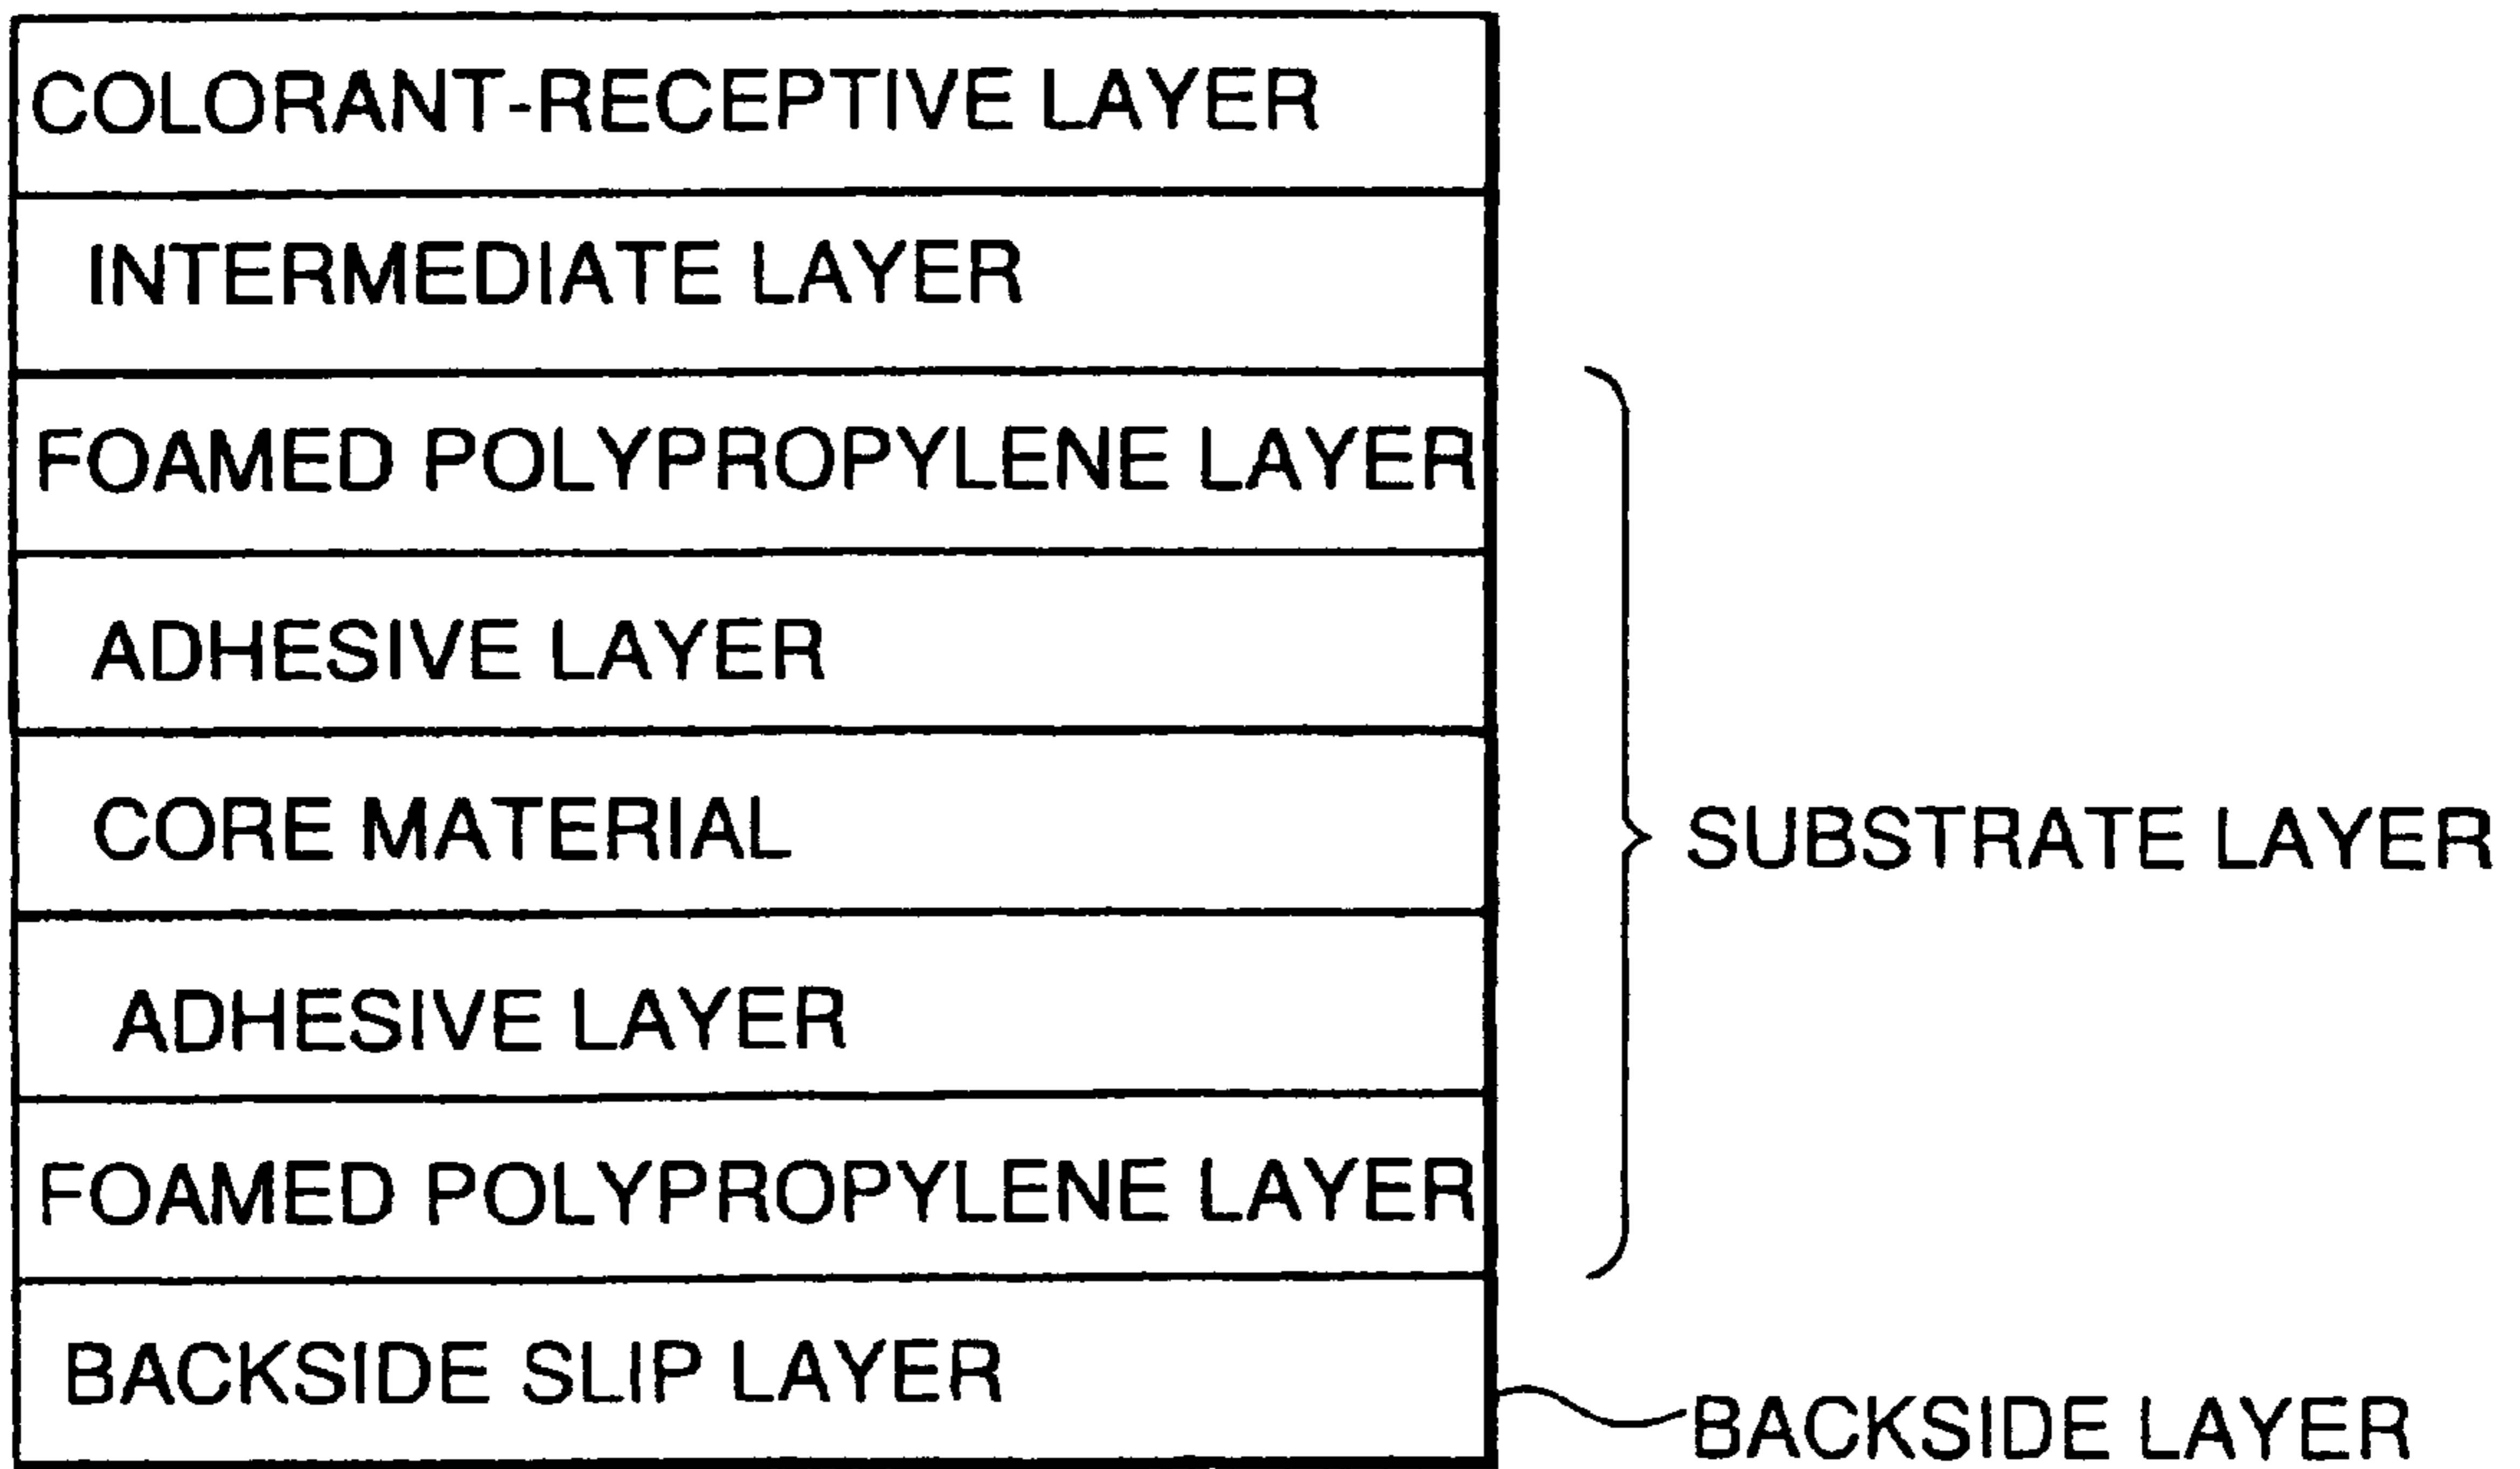 COLORANT-RECEPTIVE LAYER
INTERMEDIATE LAYER
FOAMED POLYPROPYLENE LAYER
ADHESIVE LAYER
CORE MATERIAL
SUBSTRATE LAYER
ADHESIVE LAYER
FOAMED POLYPROPYLENE LAYER
BACKSIDE SLIP LAYER
BACKSIDE LAYER